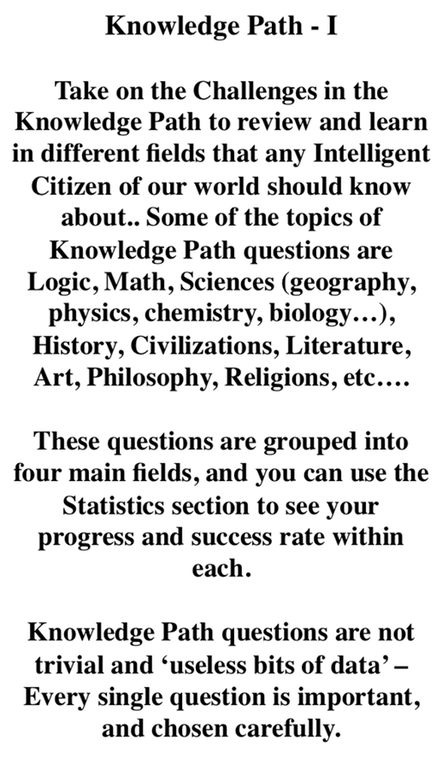 Knowledge Path - I
Take on the Challenges in the
Knowledge Path to review and learn
in different fields that any Intelligent
Citizen of our world should know
about.. Some of the topics of
Knowledge Path questions are
Logic, Math, Sciences (geography,
physics, chemistry, biology…),
History, Civilizations, Literature,
Art, Philosophy, Religions, etc….
These questions are grouped into
four main fields, and you can use the
Statistics section to see your
progress and success rate within
each.
Knowledge Path questions are not
trivial and ‘useless bits of data’ –
Every single question is important,
and chosen carefully.